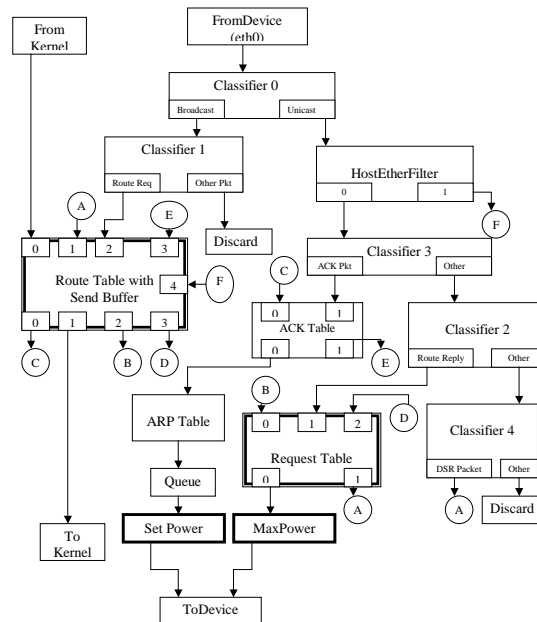 From
Kernel
FromDevice
(eth0)
Classifier 0
Broadcast
Unicast
Classifier 1
Route Req
Other Pkt
HostEtherFilter
0
1
A
E
F
Discard
0
1
2
3
Route Table with
Send Buffer
4
F
0
1
2
3
C
B
D
Classifier 3
ACK Pkt
Other
C
0
1
ACK Table
0
1
E
Classifier 2
Route Reply
Other
ARP Table
B
D
0
1
2
Request Table
0
1
A
Classifier 4
DSR Packet
Other
A
Discard
Queue
To
Kernel
Set Power
MaxPower
ToDevice